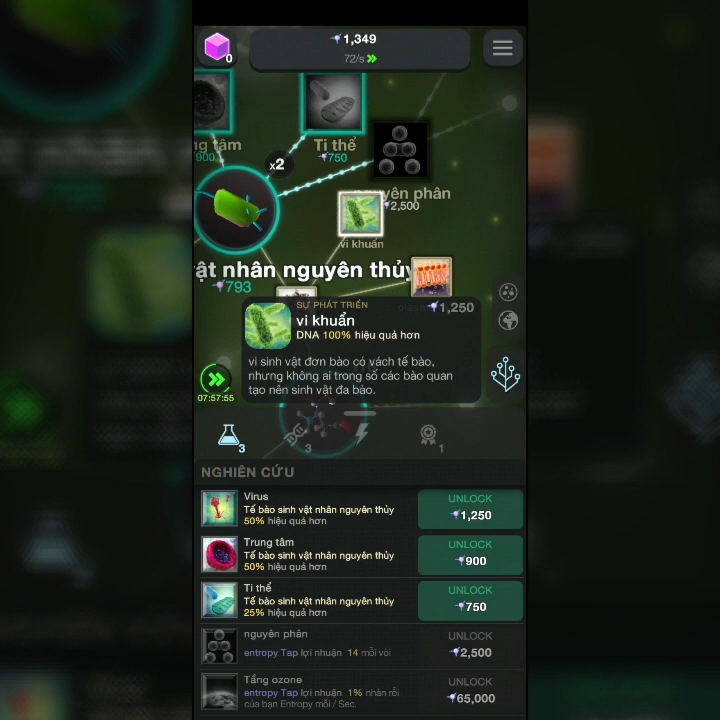 1,349
0
72/s
ng tâm
900
Ti thể
750
x2
yên phân
2,500
vi khuẩn
ật nhân nguyên thủy
793
1,250
SỰ PHÁT TRIỂN
vi khuẩn
DNA 100% hiệu quả hơn
vi sinh vật đơn bào có vách tế bào,
nhưng không ai trong số các bào quan
tạo nên sinh vật đa bào.
07:57:55
3
3
1
NGHIÊN CỨU
Virus
Tế bào sinh vật nhân nguyên thủy
50% hiệu quả hơn
UNLOCK
1,250
Trung tâm
Tế bào sinh vật nhân nguyên thủy
50% hiệu quả hơn
UNLOCK
900
Ti thể
Tế bào sinh vật nhân nguyên thủy
25% hiệu quả hơn
UNLOCK
750
nguyên phân
entropy Tap lợi nhuận 14 mỗi vòi
UNLOCK
2,500
Tầng ozone
entropy Tap lợi nhuận 1% nhàn rỗi
của bạn Entropy mỗi / Sec.
UNLOCK
65,000